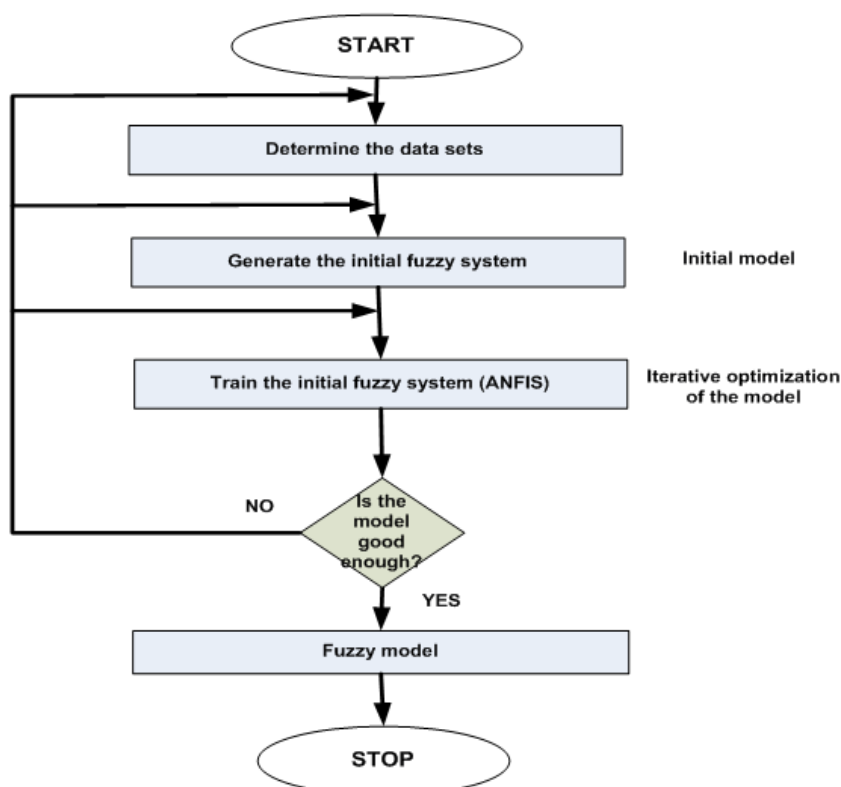 START
Determine the data sets
Generate the initial fuzzy system
Initial model
Train the initial fuzzy system (ANFIS)
Iterative optimization
of the model
NO
Is the
model
good
enough?
YES
Fuzzy model
STOP